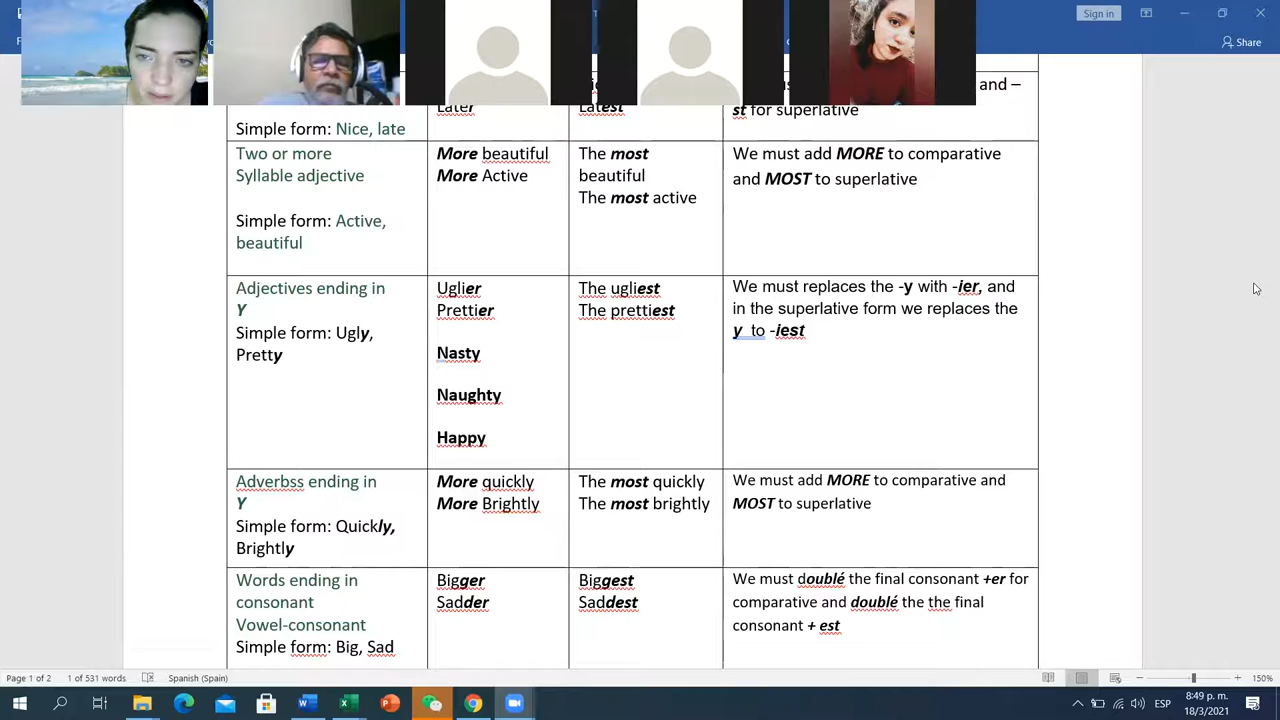 Sign in
Share
and –
Later
Latest
st for superlative
Simple form: Nice, late
Two or more
Syllable adjective
Simple form: Active,
beautiful
More beautiful
More Active
The most
beautiful
The most active
We must add MORE to comparative
and MOST to superlative
Adjectives ending in
Y
Simple form: Ugly,
Pretty
Uglier
Prettier
Nasty
Naughty
Happy
The ugliest
The prettiest
We must replaces the -y with -ier, and
in the superlative form we replaces the
y to -iest
Adverbss ending in
Y
Simple form: Quickly,
Brightly
More quickly
More Brightly
The most quickly
The most brightly
We must add MORE to comparative and
MOST to superlative
Words ending in
consonant
Vowel-consonant
Simple form: Big, Sad
Bigger
Sadder
Biggest
Saddest
We must doublé the final consonant +er for
comparative and doublé the the final
consonant + est
Page 1 of 2
1 of 531 words
Spanish (Spain)
150%
ESP
8:49 p. m.
18/3/2021